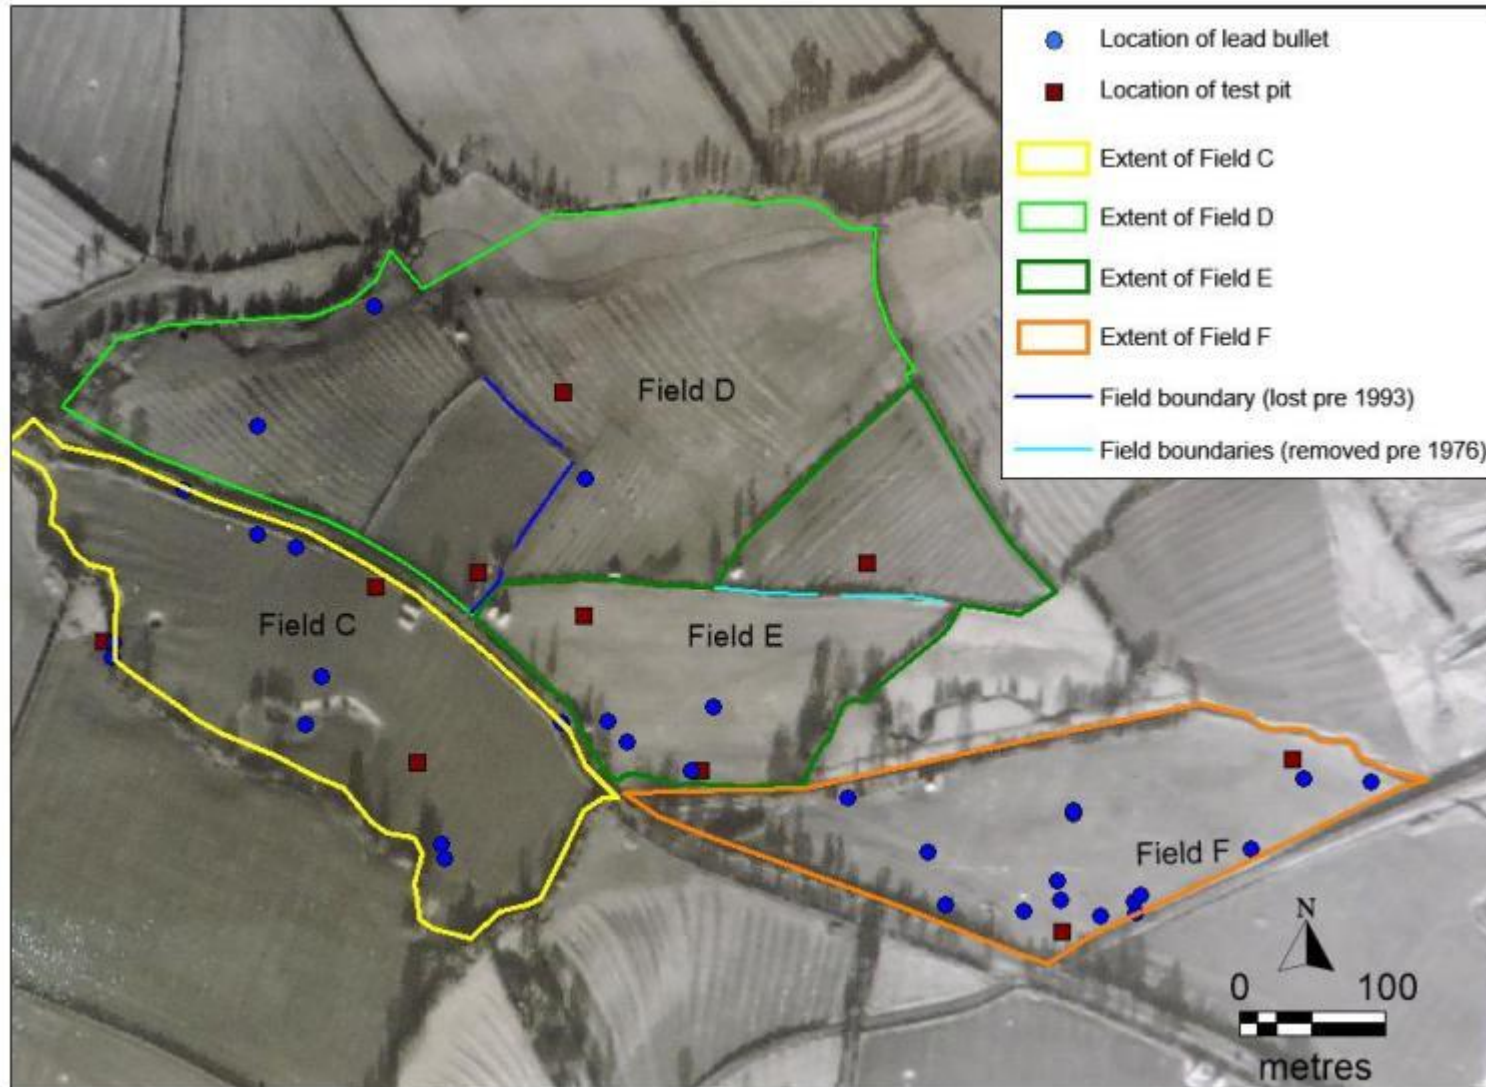 Location of lead bullet
Location of test pit
Extent of Field C
Extent of Field D
Extent of Field E
Extent of Field F
Field boundary (lost pre 1993)
Field boundaries (removed pre 1976)
Field D
Field C
Field E
Field F
N
0 100
metres